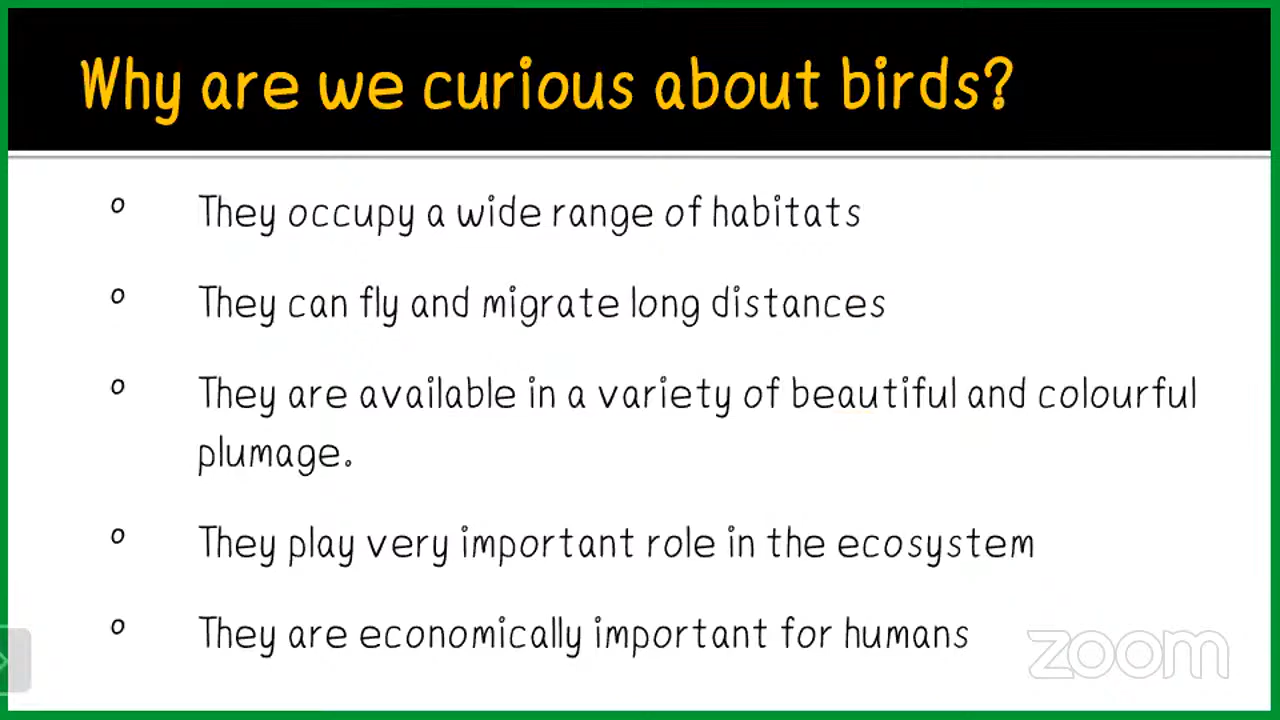 Why are we curious about birds?
o They occupy a wide range of habitats
o They can fly and migrate long distances
o They are available in a variety of beautiful and colourful
plumage.
o They play very important role in the ecosystem
o They are economically important for humans
zoom